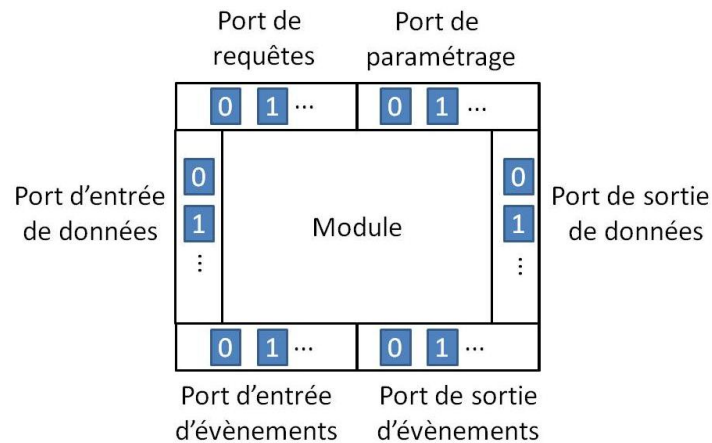 Port de
requêtes
Port de
paramétrage
0 1 ...
0 1 ...
Port d'entrée
de données
0
1
...
Module
0
1
...
Port de sortie
de données
0 1 ...
0 1 ...
Port d'entrée
d'évènements
Port de sortie
d'évènements